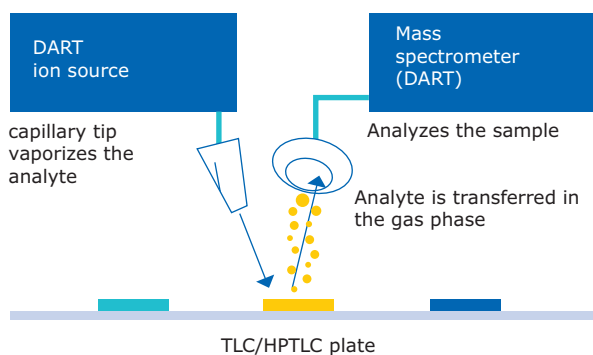 DART
ion source
Mass
spectrometer
(DART)
capillary tip
vaporizes the
analyte
Analyzes the sample
Analyte is transferred in
the gas phase
TLC/HPTLC plate